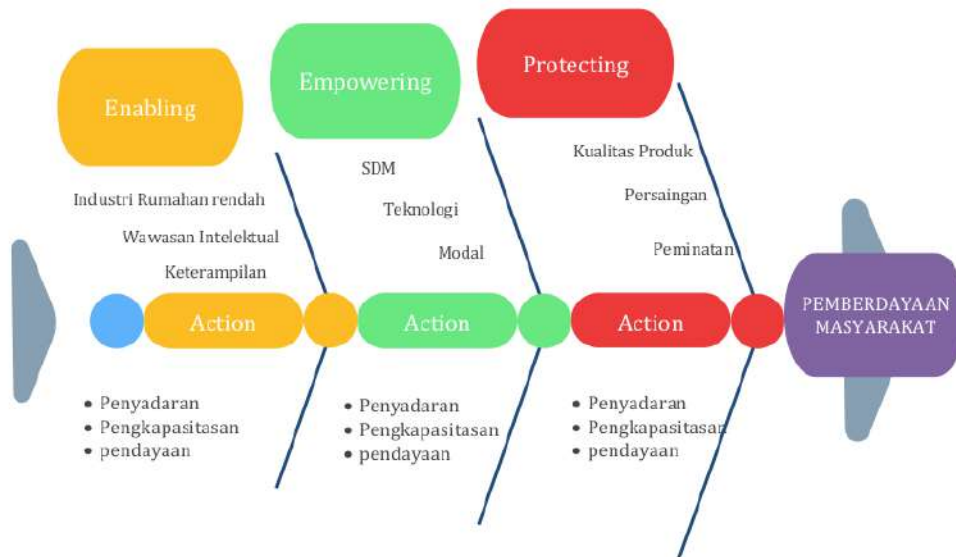 Enabling
Empowering
Protecting
Industri Rumahan rendah
Wawasan Intelektual
Keterampilan
SDM
Teknologi
Modal
Kualitas Produk
Persaingan
Peminatan
Action
Action
Action
PEMBERDAYAAN
MASYARAKAT
• Penyadaran
• Pengkapasitasan
• pendayaan
• Penyadaran
• Pengkapasitasan
• pendayaan
• Penyadaran
• Pengkapasitasan
• pendayaan